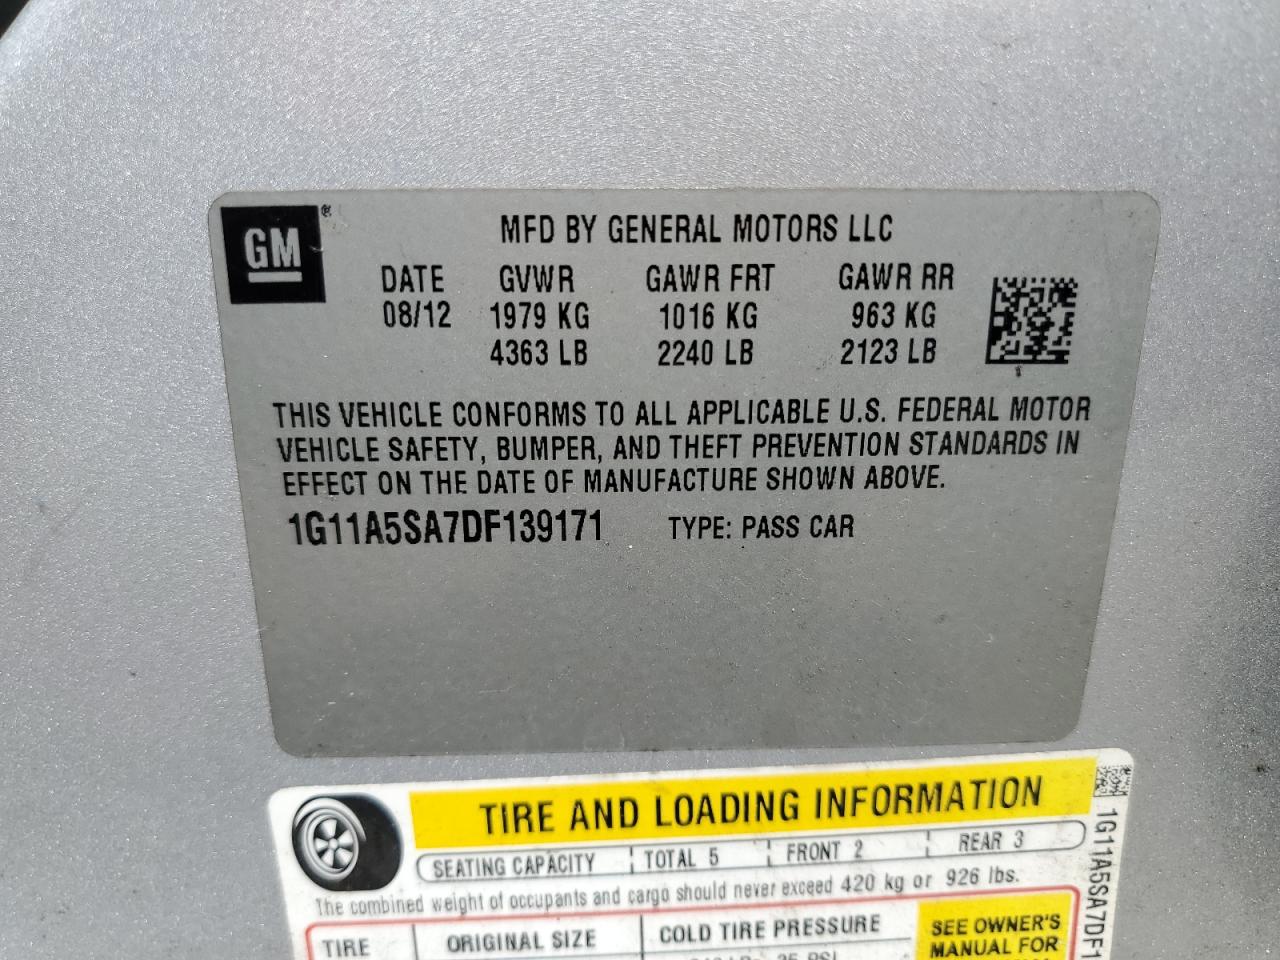 GM ®
MFD BY GENERAL MOTORS LLC
DATE GVWR GAWR FRT GAWR RR
08/12 1979 KG 1016 KG 963 KG
4363 LB 2240 LB 2123 LB
THIS VEHICLE CONFORMS TO ALL APPLICABLE U.S. FEDERAL MOTOR
VEHICLE SAFETY, BUMPER, AND THEFT PREVENTION STANDARDS IN
EFFECT ON THE DATE OF MANUFACTURE SHOWN ABOVE.
1G11A5SA7DF139171 TYPE: PASS CAR
TIRE AND LOADING INFORMATION
SEATING CAPACITY TOTAL 5 FRONT 2 REAR 3
The combined weight of occupants and cargo should never exceed 420 kg or 926 lbs.
TIRE ORIGINAL SIZE COLD TIRE PRESSURE
SEE OWNER'S
MANUAL FOR
1G11A5SA7DF1